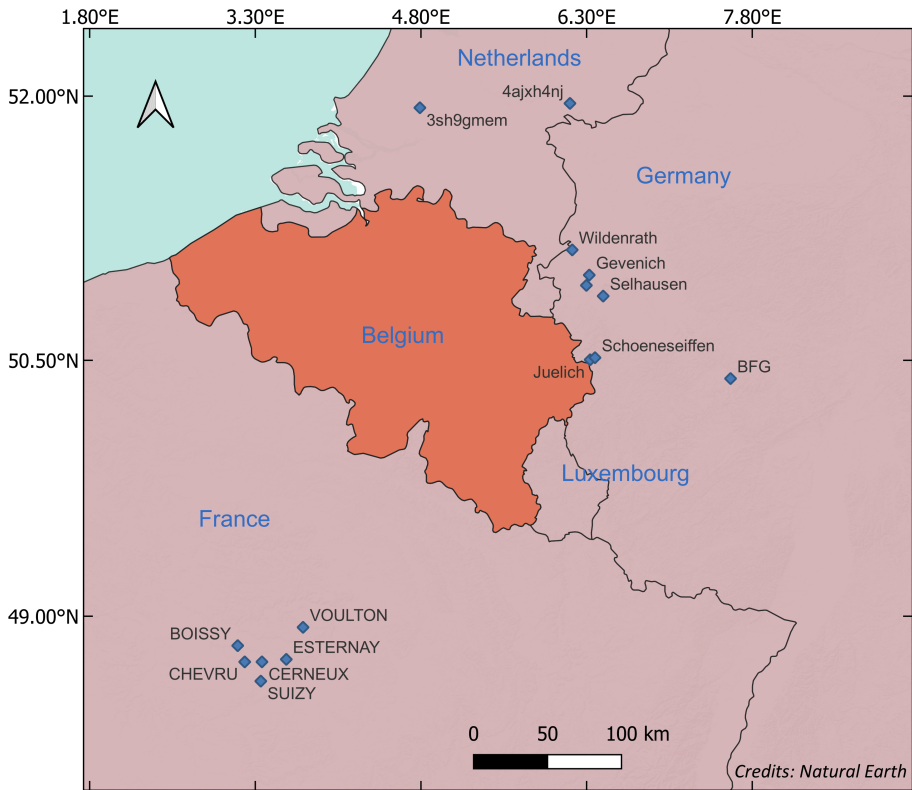 1.80°E 3.30°E 4.80°E 6.30°E 7.80°E
Netherlands
52.00°N
4ajxh4nj
3sh9gmem
Germany
Wildenrath
Gevenich
Selhausen
Belgium
50.50°N
Schoeneseiffen
Juelich
BFG
Luxembourg
France
49.00°N
VOULTON
BOISSY
ESTERNAY
CHEVRU
CERNEUX
SUIZY
0 50 100 km
Credits: Natural Earth